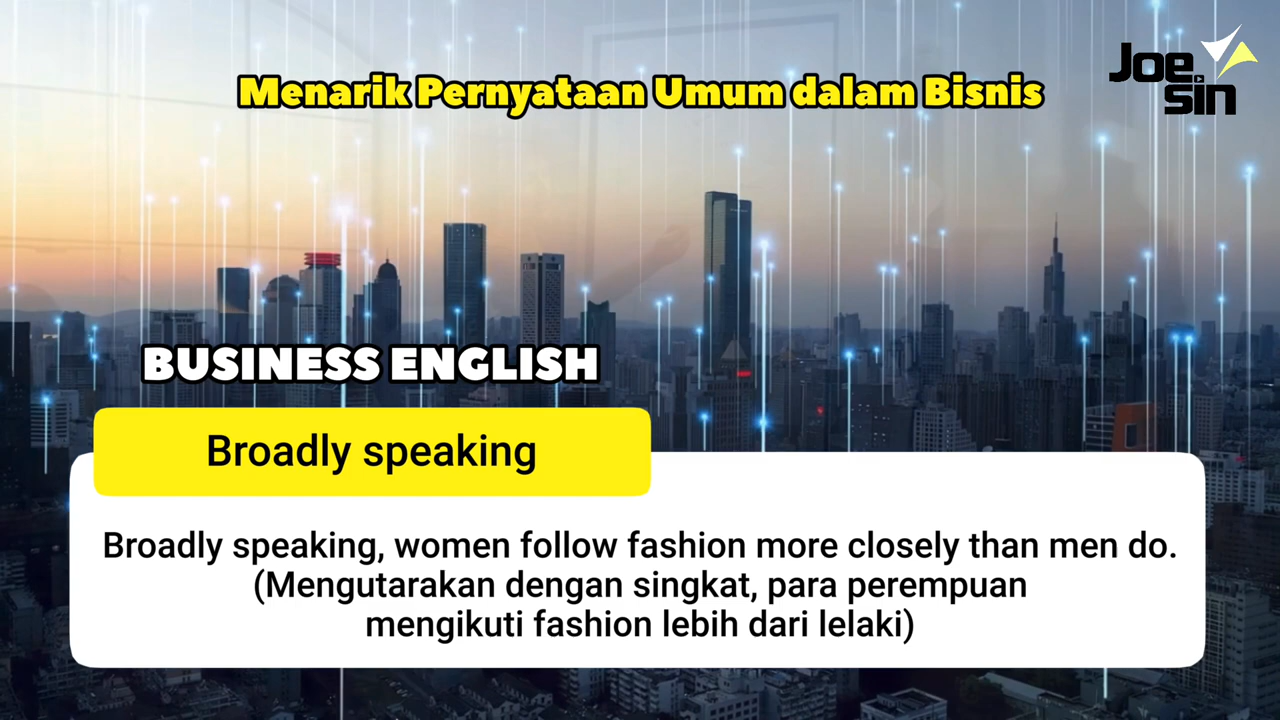 Menarik Pernyataan Umum dalam Bisnis
Joe
sin
BUSINESS ENGLISH
Broadly speaking
Broadly speaking, women follow fashion more closely than men do.
(Mengutarakan dengan singkat, para perempuan
mengikuti fashion lebih dari lelaki)